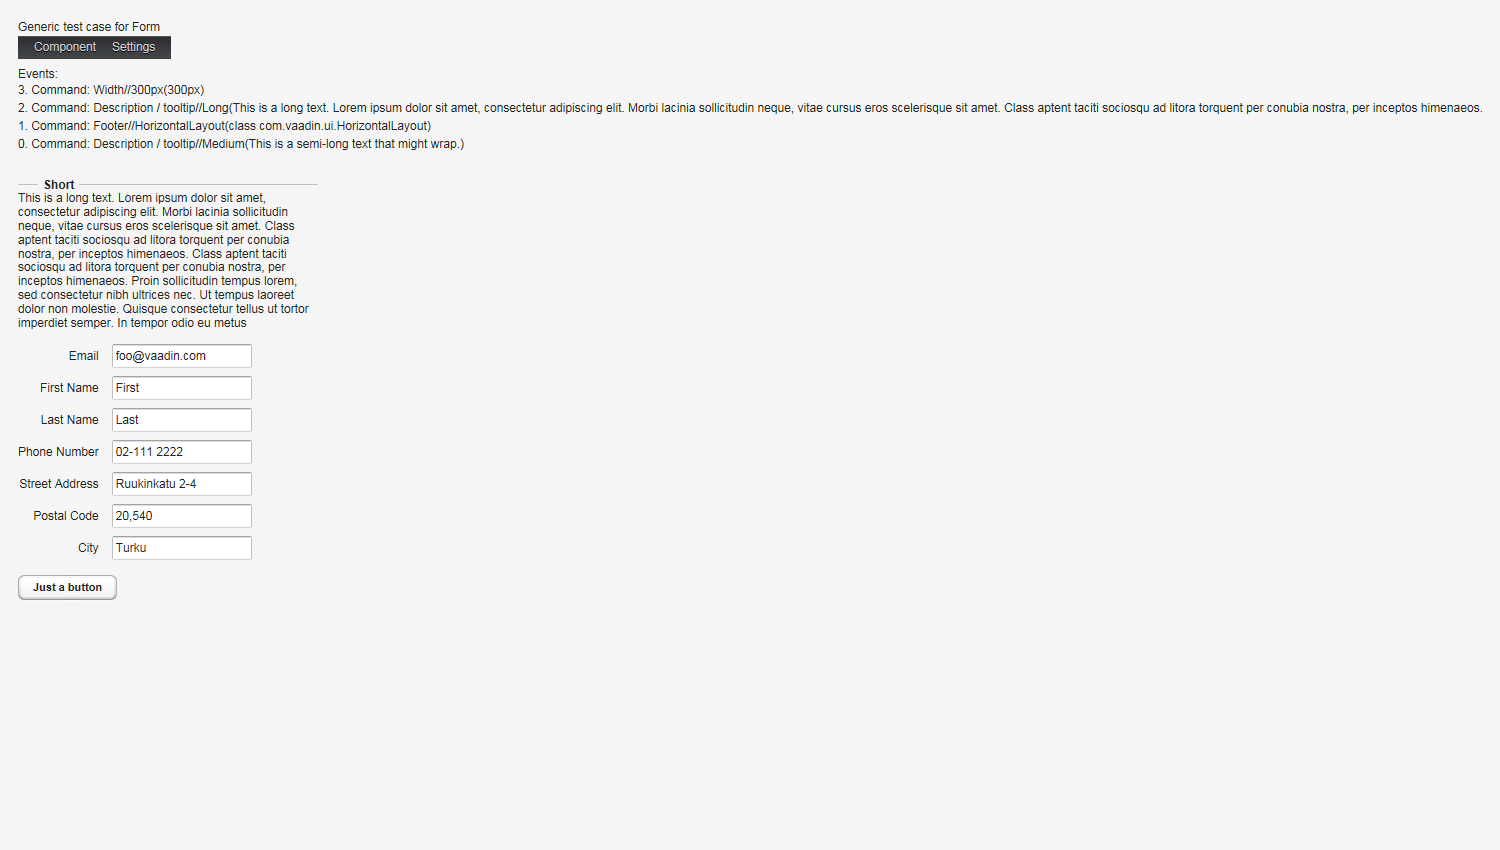 Generic test case for Form
Component Settings
Events:
3. Command: Width//300px(300px)
2. Command: Description / tooltip//Long(This is a long text. Lorem ipsum dolor sit amet, consectetur adipiscing elit. Morbi lacinia sollicitudin neque, vitae cursus eros scelerisque sit amet. Class aptent taciti sociosqu ad litora torquent per conubia nostra, per inceptos himenaeos.
1. Command: Footer//HorizontalLayout(class com.vaadin.ui.HorizontalLayout)
0. Command: Description / tooltip//Medium(This is a semi-long text that might wrap.)
Short
This is a long text. Lorem ipsum dolor sit amet,
consectetur adipiscing elit. Morbi lacinia sollicitudin
neque, vitae cursus eros scelerisque sit amet. Class
aptent taciti sociosqu ad litora torquent per conubia
nostra, per inceptos himenaeos. Class aptent taciti
sociosqu ad litora torquent per conubia nostra, per
inceptos himenaeos. Proin sollicitudin tempus lorem,
sed consectetur nibh ultrices nec. Ut tempus laoreet
dolor non molestie. Quisque consectetur tellus ut tortor
imperdiet semper. In tempor odio eu metus
Email foo@vaadin.com
First Name First
Last Name Last
Phone Number 02-111 2222
Street Address Ruukinkatu 2-4
Postal Code 20,540
City Turku
Just a button